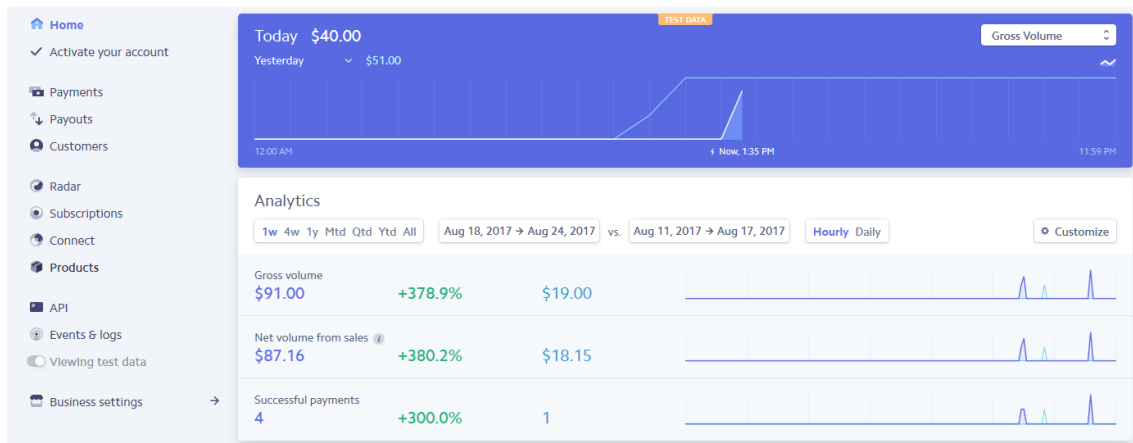 Home
Activate your account
Payments
Payouts
Customers
Radar
Subscriptions
Connect
Products
API
Events & logs
Viewing test data
Business settings
TEST DATA
Today $40.00
Gross Volume
Yesterday $51.00
12:00 AM Now, 1:35 PM 11:59 PM
Analytics
1w 4w 1y Mtd Qtd Ytd All Aug 18, 2017 → Aug 24, 2017 vs. Aug 11, 2017 → Aug 17, 2017 Hourly Daily Customize
Gross volume
$91.00 +378.9% $19.00
Net volume from sales i
$87.16 +380.2% $18.15
Successful payments
4 +300.0% 1